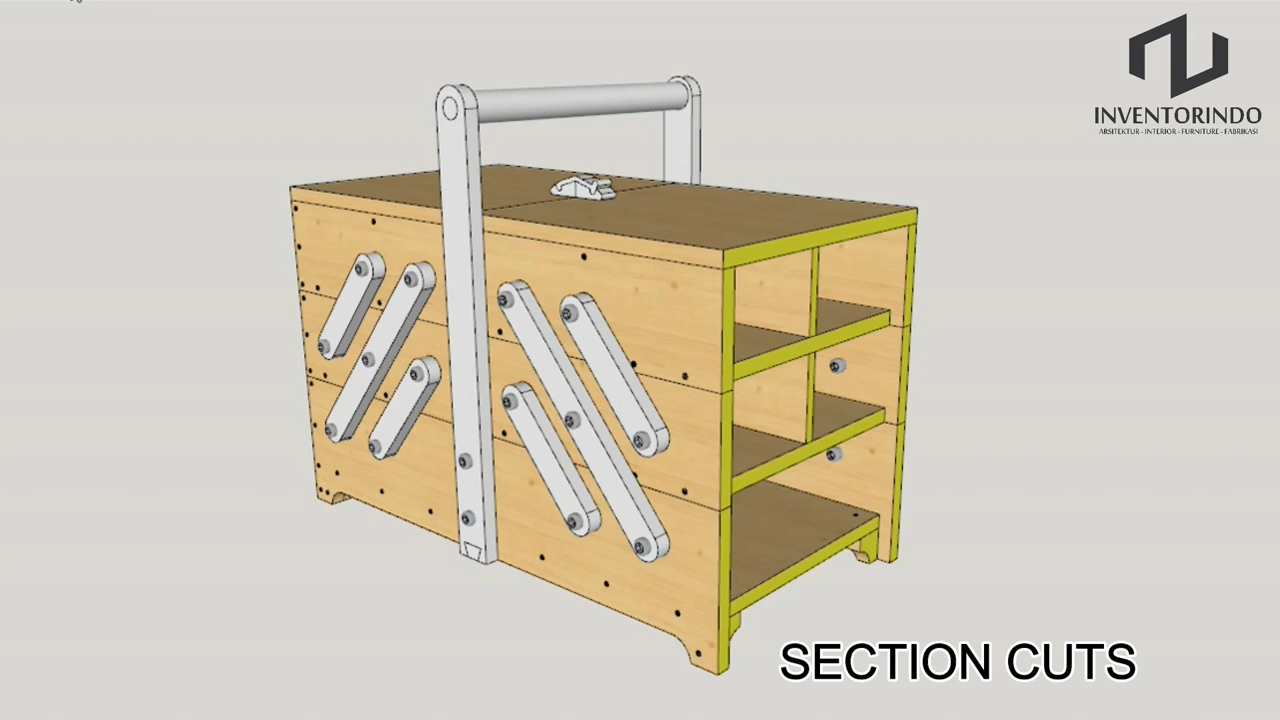 INVENTORINDO
ARSITEKTUR - INTERIOR - FURNITURE - FABRIKASI
SECTION CUTS